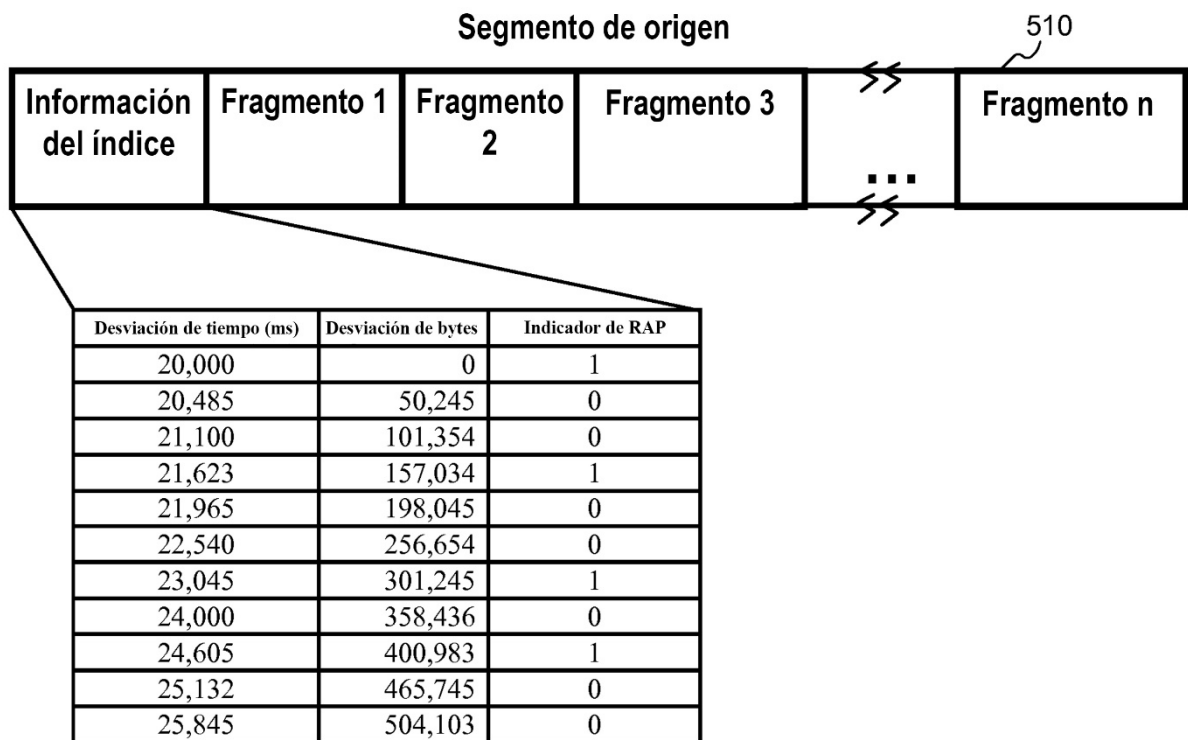 Segmento de origen
510
Información del índice
Fragmento 1
Fragmento 2
Fragmento 3
...
Fragmento n
Desviación de tiempo (ms) Desviación de bytes Indicador de RAP
20,000 0 1
20,485 50,245 0
21,100 101,354 0
21,623 157,034 1
21,965 198,045 0
22,540 256,654 0
23,045 301,245 1
24,000 358,436 0
24,605 400,983 1
25,132 465,745 0
25,845 504,103 0